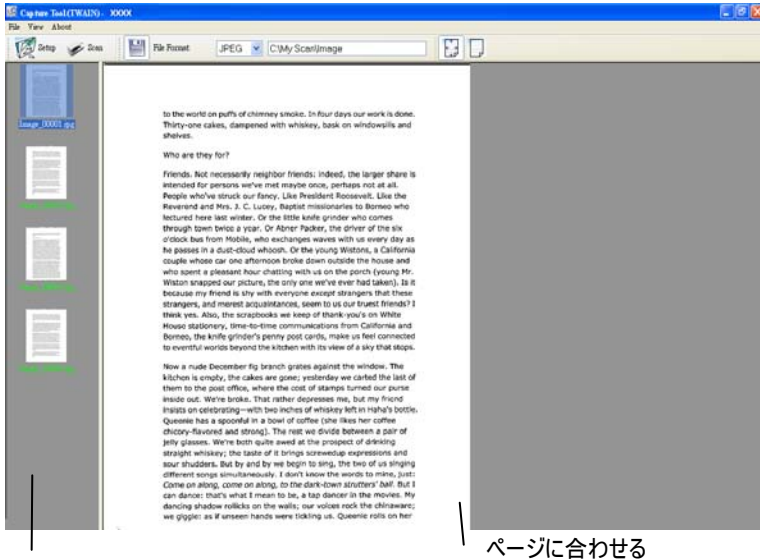 Capture Tool(TWAIN) - XXXX
File View About
Setup Scan File Format JPEG C:\My Scan\Image
Image_00001.jpg
to the world on puffs of chimney smoke. In four days our work is done.
Thirty-one cakes, dampened with whiskey, bask on windowsills and
shelves.
Who are they for?
Friends. Not necessarily neighbor friends: indeed, the larger share is
intended for persons we've met maybe once, perhaps not at all.
People who've struck our fancy. Like President Roosevelt. Like the
Reverend and Mrs. J. C. Lucey, Baptist missionaries to Borneo who
lectured here last winter. Or the little knife grinder who comes
through town twice a year. Or Abner Packer, the driver of the six
o'clock bus from Mobile, who exchanges waves with us every day as
he passes in a dust-cloud whoosh. Or the young Wistons, a California
couple whose car one afternoon broke down outside the house and
who spent a pleasant hour chatting with us on the porch (young Mr.
Wiston snapped our picture, the only one we've ever had taken). Is it
because my friend is shy with everyone except strangers that these
strangers, and merest acquaintances, seem to us our truest friends? I
think yes. Also, the scrapbooks we keep of thank-you's on White
House stationery, time-to-time communications from California and
Borneo, the knife grinder's penny post cards, make us feel connected
to eventful worlds beyond the kitchen with its view of a sky that stops.
Now a nude December fig branch grates against the window. The
kitchen is empty, the cakes are gone; yesterday we carted the last of
them to the post office, where the cost of stamps turned our purse
inside out. We're broke. That rather depresses me, but my friend
insists on celebrating—with two inches of whiskey left in Haha's bottle.
Queenie has a spoonful in a bowl of coffee (she likes her coffee
chicory-flavored and strong). The rest we divide between a pair of
jelly glasses. We're both quite awed at the prospect of drinking
straight whiskey; the taste of it brings screwedup expressions and
sour shudders. But by and by we begin to sing, the two of us singing
different songs simultaneously. I don't know the words to mine, just:
Come on along, come on along, to the dark-town strutters' ball. But I
can dance: that's what I mean to be, a tap dancer in the movies. My
dancing shadow rollicks on the walls; our voices rock the chinaware;
we giggle: as if unseen hands were tickling us. Queenie rolls on her
ページに合わせる